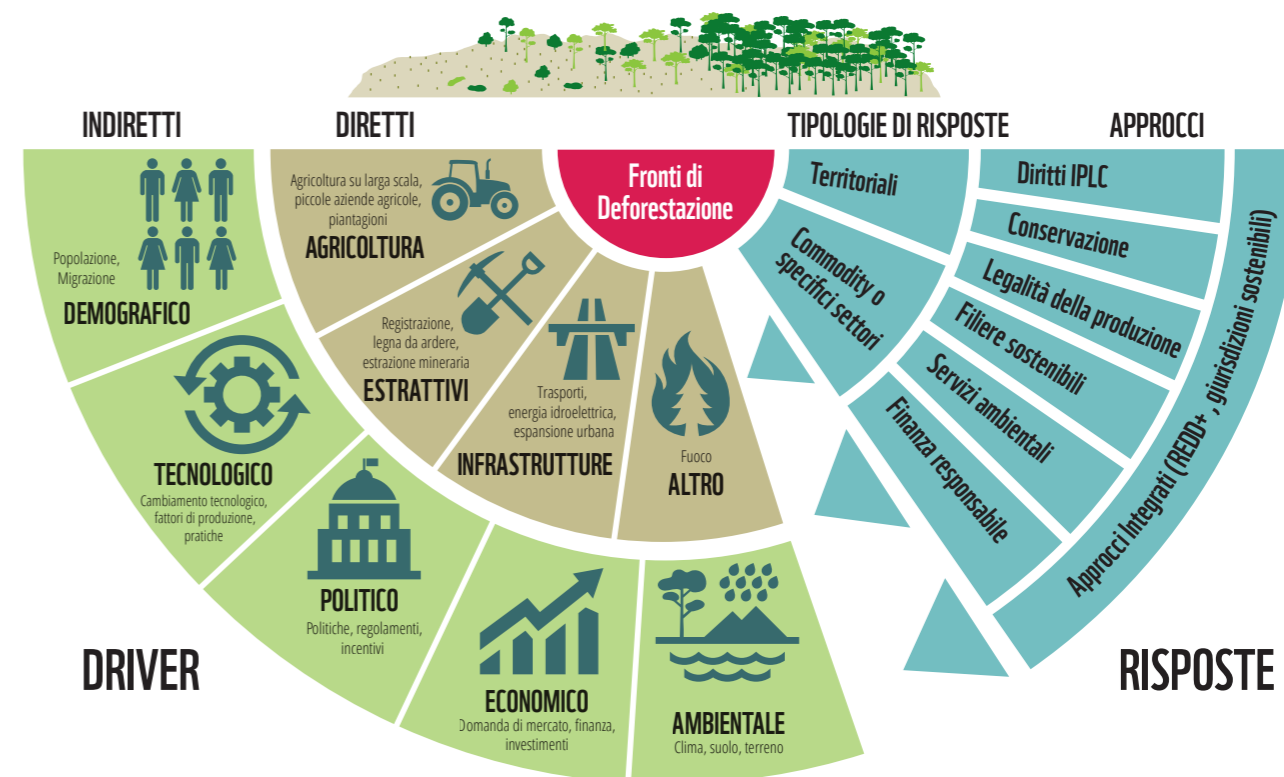 INDIRETTI
DIRETTI
TIPOLOGIE DI RISPOSTE
APPROCCI
Fronti di
Deforestazione
Popolazione,
Migrazione
DEMOGRAFICO
TECNOLOGICO
Cambiamento tecnologico,
fattori di produzione,
pratiche
POLITICO
Politiche, regolamenti,
incentivi
ECONOMICO
Domanda di mercato, finanza,
investimenti
AMBIENTALE
Clima, suolo, terreno
Agricoltura su larga scala,
piccole aziende agricole,
piantagioni
AGRICOLTURA
Registrazione,
legna da ardere,
estrazione mineraria
ESTRATTIVI
Trasporti,
energia idroelettrica,
espansione urbana
INFRASTRUTTURE
Fuoco
ALTRO
Territoriali
Commodity o
specifici settori
Diritti IPLC
Conservazione
Legalità della produzione
Filiere sostenibili
Servizi ambientali
Finanza responsabile
Approcci Integrati (REDD+ , giurisdizioni sostenibili)
DRIVER
RISPOSTE